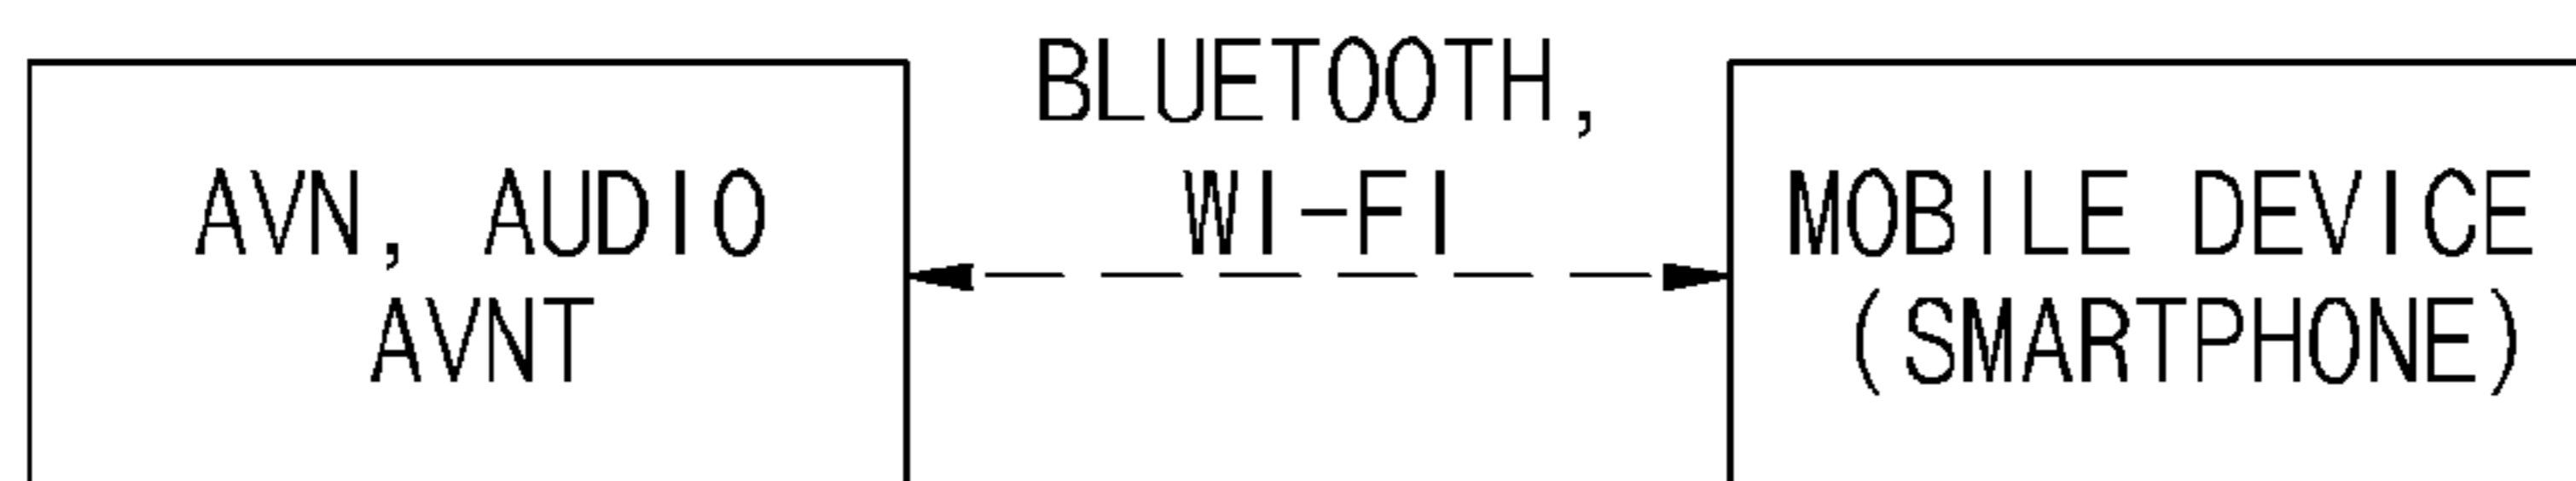 AVN, AUDIO
AVNT
BLUETOOTH,
WI-FI
MOBILE DEVICE
(SMARTPHONE)